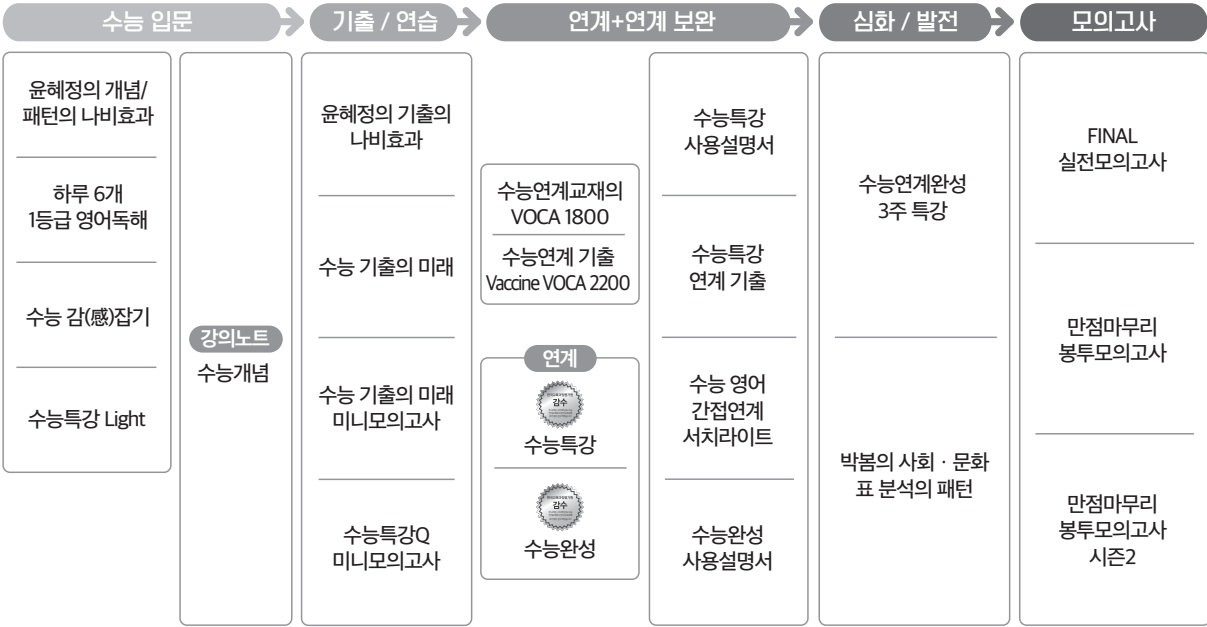 수능 입문
기출 / 연습
연계+연계 보완
심화 / 발전
모의고사
윤혜정의 개념/
패턴의 나비효과
하루 6개
1등급 영어독해
수능 감(感)잡기
수능특강 Light
강의노트
수능개념
윤혜정의 기출의
나비효과
수능 기출의 미래
수능 기출의 미래
미니모의고사
수능특강Q
미니모의고사
수능연계교재의
VOCA 1800
수능연계 기출
Vaccine VOCA 2200
연계
감수
수능특강
감수
수능완성
수능특강
사용설명서
수능특강
연계 기출
수능 영어
간접연계
서치라이트
수능완성
사용설명서
수능연계완성
3주 특강
박봄의 사회 · 문화
표 분석의 패턴
FINAL
실전모의고사
만점마무리
봉투모의고사
만점마무리
봉투모의고사
시즌2